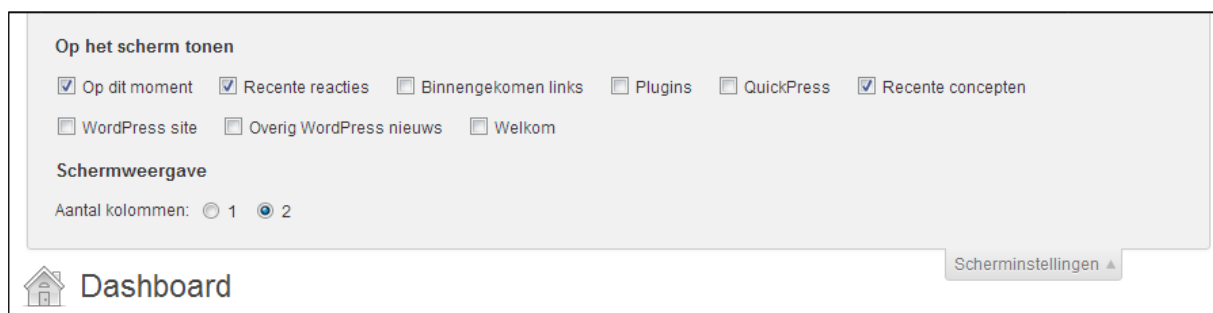 Op het scherm tonen
Op dit moment Recente reacties Binnengekomen links Plugins QuickPress Recente concepten
WordPress site Overig WordPress nieuws Welkom
Schermweergave
Aantal kolommen: 1 2
Scherminstellingen
Dashboard